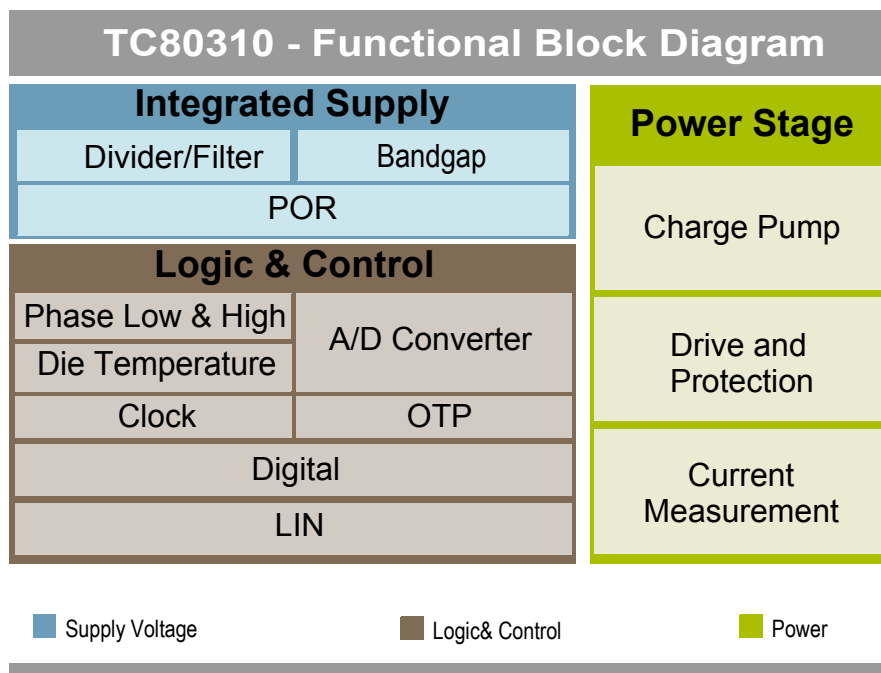 TC80310 - Functional Block Diagram
Integrated Supply
Divider/Filter
Bandgap
POR
Logic & Control
Phase Low & High
A/D Converter
Die Temperature
Clock
OTP
Digital
LIN
Power Stage
Charge Pump
Drive and
Protection
Current
Measurement
Supply Voltage
Logic& Control
Power